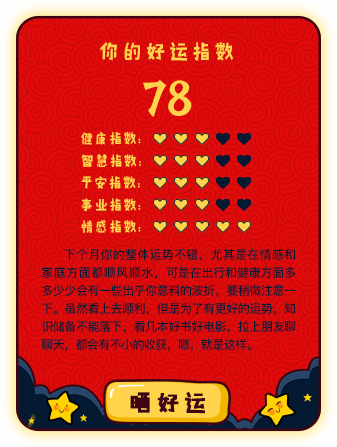 你的好运指数
78
健康指数：
智慧指数：
平安指数：
事业指数：
情感指数：
下个月你的整体运势不错，尤其是在情感和
家庭方面都顺风顺水，可是在出行和健康方面多
多少少会有一些出乎你意料的波折，要稍微注意一
下。虽然看上去顺利，但是为了有更好的运势，知
识储备不能落下，看几本好书好电影，拉上朋友聊
聊天，都会有不小的收获，嗯，就是这样。
晒好运